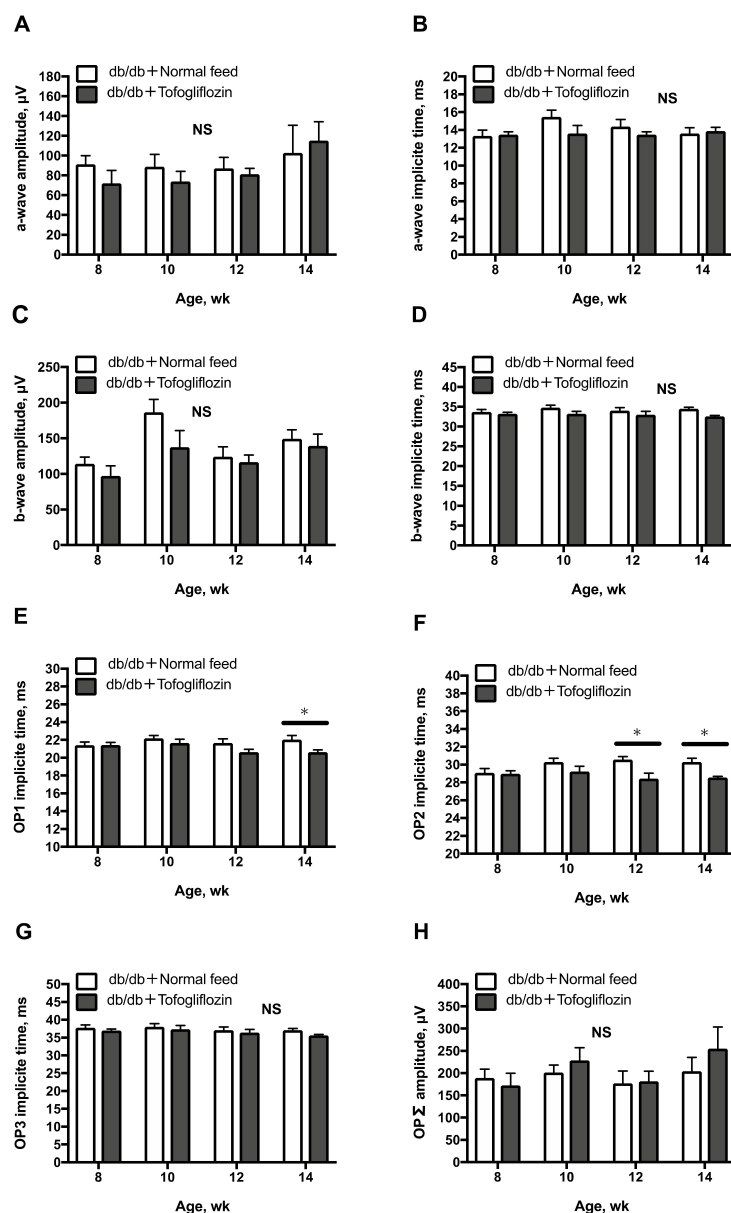 A
db/db+Normal feed
db/db+Tofogliflozin
a-wave amplitude, μV
180
160
140
120
100
80
60
40
20
0
NS
8 10 12 14
Age, wk
B
db/db+Normal feed
db/db+Tofogliflozin
a-wave implicite time, ms
20
18
16
14
12
10
8
6
4
2
0
NS
8 10 12 14
Age, wk
C
db/db+Normal feed
db/db+Tofogliflozin
b-wave amplitude, μV
250
200
150
100
50
0
NS
8 10 12 14
Age, wk
D
db/db+Normal feed
db/db+Tofogliflozin
b-wave implicite time, ms
45
40
35
30
25
20
15
10
5
0
NS
8 10 12 14
Age, wk
E
db/db+Normal feed
db/db+Tofogliflozin
OP1 implicite time, ms
30
28
26
24
22
20
18
16
14
12
10
*
8 10 12 14
Age, wk
F
db/db+Normal feed
db/db+Tofogliflozin
OP2 implicite time, ms
40
38
36
34
32
30
28
26
24
22
20
* *
8 10 12 14
Age, wk
G
db/db+Normal feed
db/db+Tofogliflozin
OP3 implicite time, ms
50
45
40
35
30
25
20
15
10
5
0
NS
8 10 12 14
Age, wk
H
db/db+Normal feed
db/db+Tofogliflozin
OPΣ amplitude, μV
400
350
300
250
200
150
100
50
0
NS
8 10 12 14
Age, wk